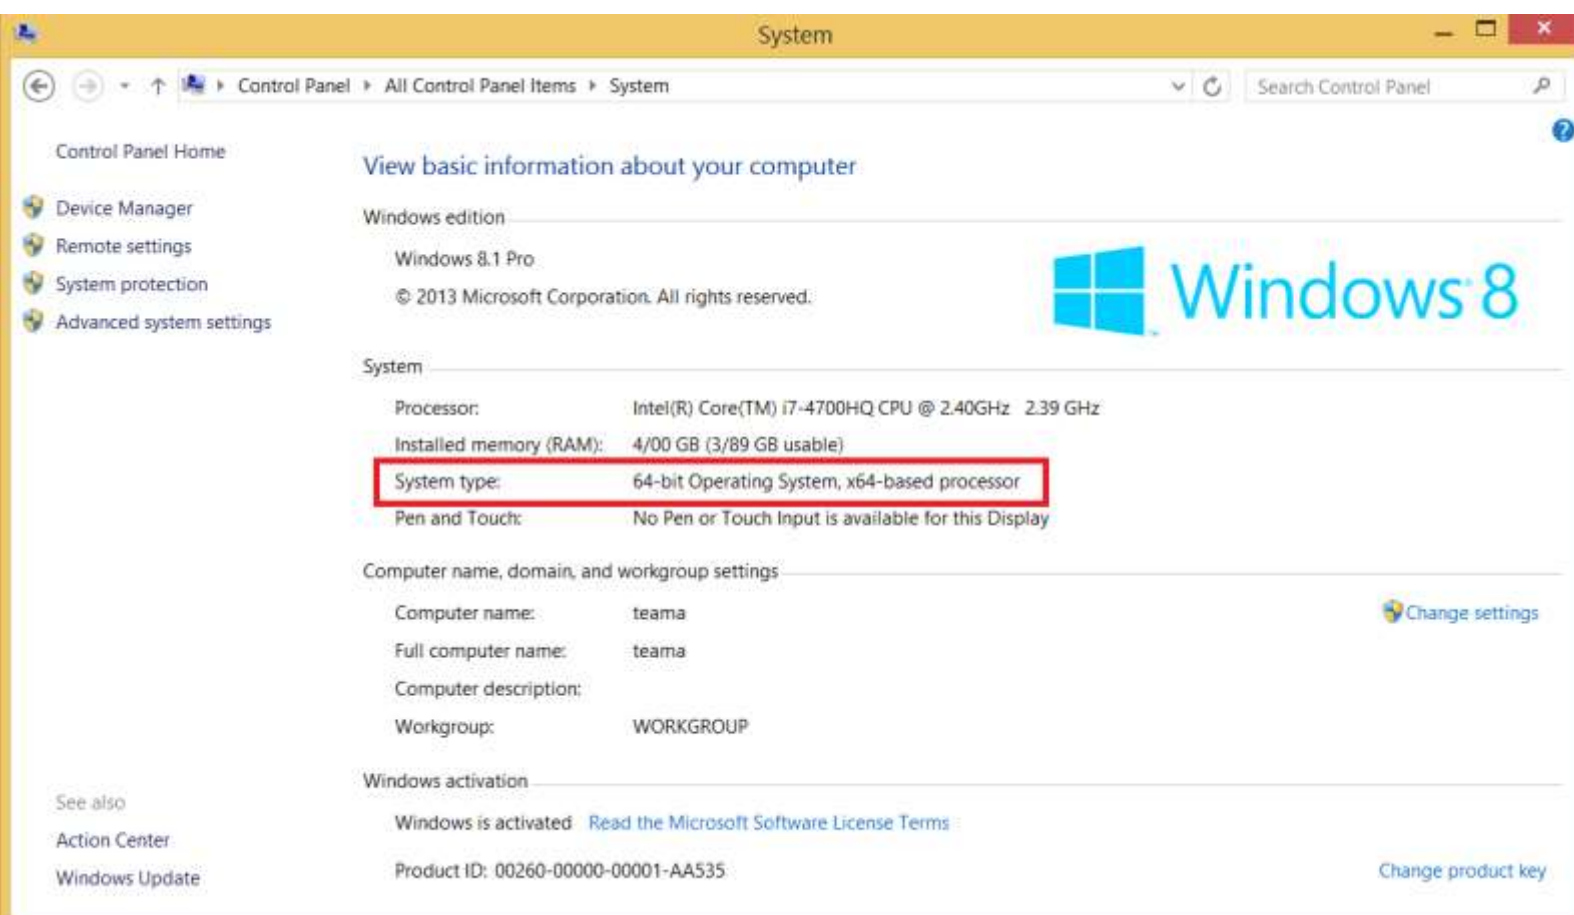 System
Control Panel All Control Panel Items System
Search Control Panel
Control Panel Home
Device Manager
Remote settings
System protection
Advanced system settings
See also
Action Center
Windows Update
View basic information about your computer
Windows edition
Windows 8.1 Pro
© 2013 Microsoft Corporation. All rights reserved.
Windows 8
System
Processor: Intel(R) Core(TM) i7-4700HQ CPU @ 2.40GHz 2.39 GHz
Installed memory (RAM): 4/00 GB (3/89 GB usable)
System type: 64-bit Operating System, x64-based processor
Pen and Touch: No Pen or Touch Input is available for this Display
Computer name, domain, and workgroup settings
Computer name: teama
Change settings
Full computer name: teama
Computer description:
Workgroup: WORKGROUP
Windows activation
Windows is activated Read the Microsoft Software License Terms
Product ID: 00260-00000-00001-AA535
Change product key